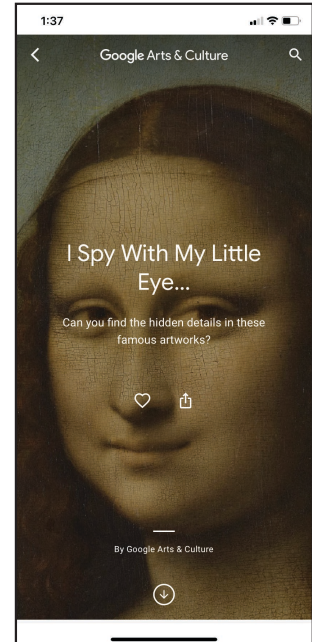 1:37
Google Arts & Culture
I Spy With My Little
Eye...
Can you find the hidden details in these
famous artworks?
By Google Arts & Culture